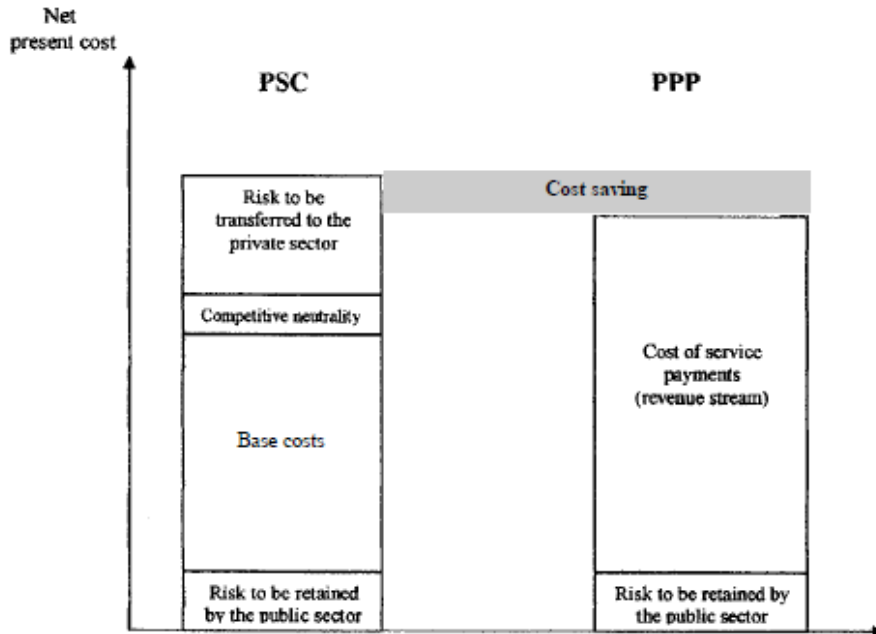 Net
present cost
PSC
PPP
Risk to be
transferred to the
private sector
Cost saving
Competitive neutrality
Cost of service
payments
(revenue stream)
Base costs
Risk to be retained
by the public sector
Risk to be retained by
the public sector